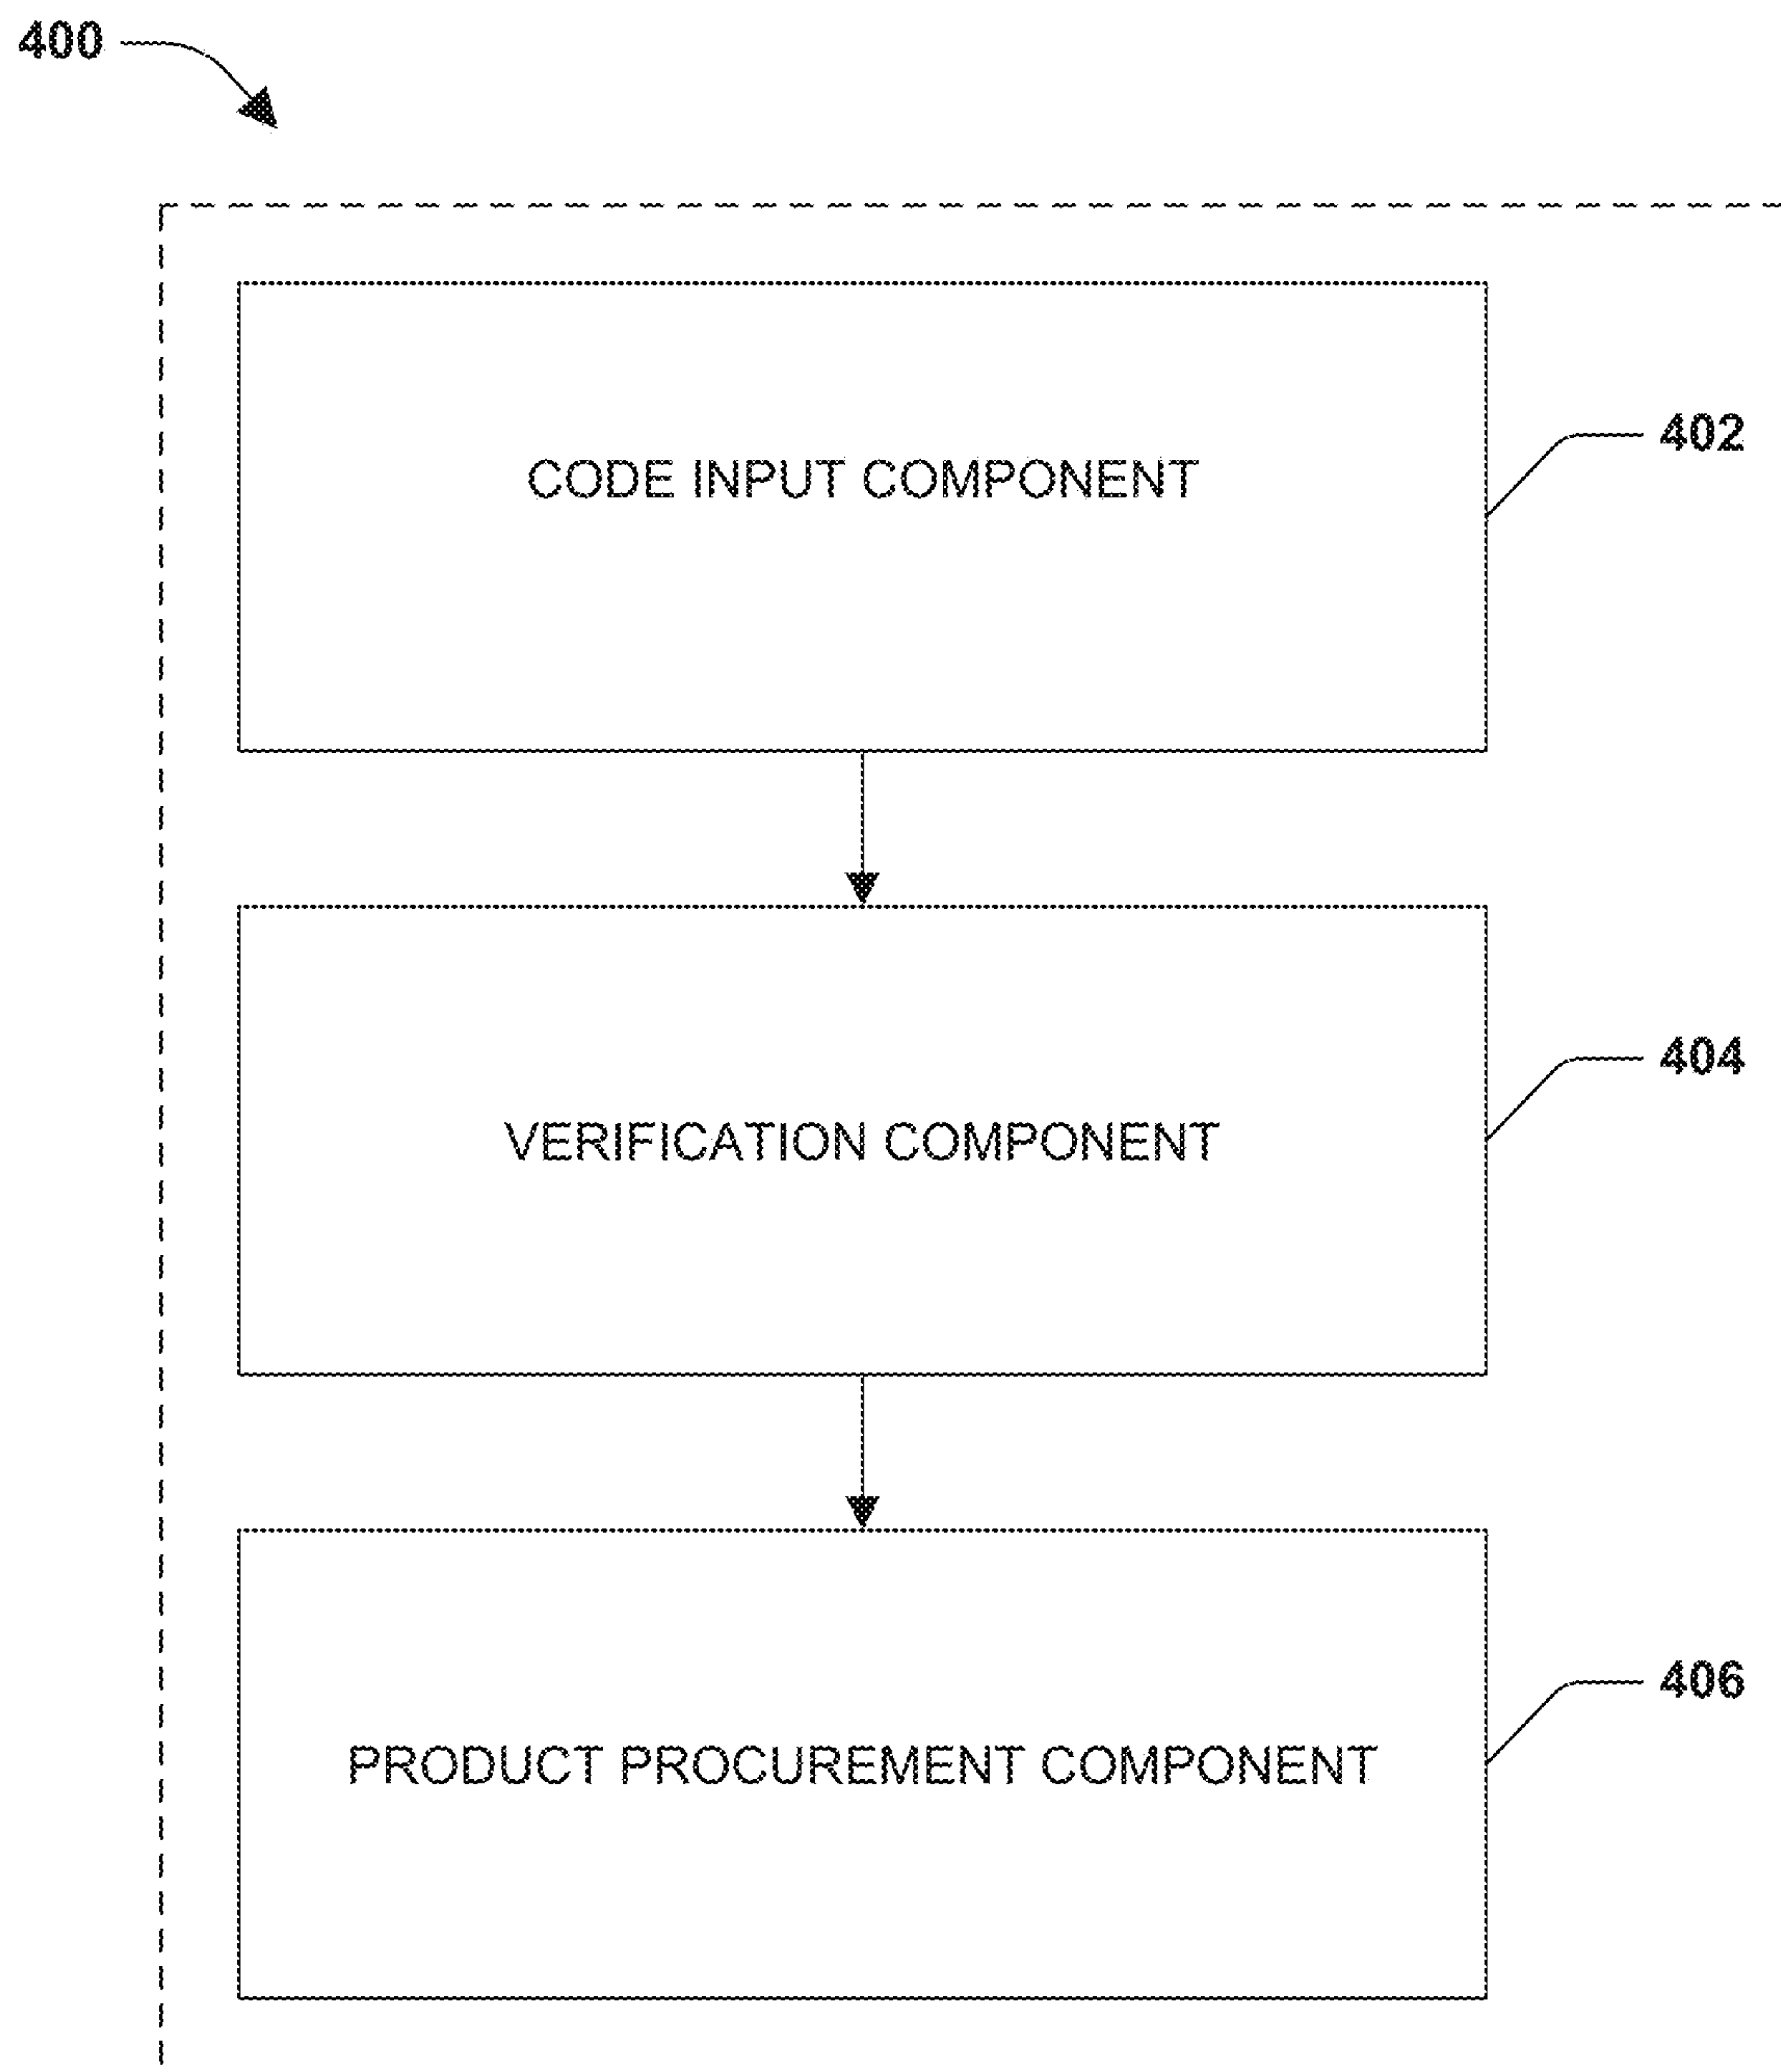 400
CODE INPUT COMPONENT
402
VERIFICATION COMPONENT
404
PRODUCT PROCUREMENT COMPONENT
406